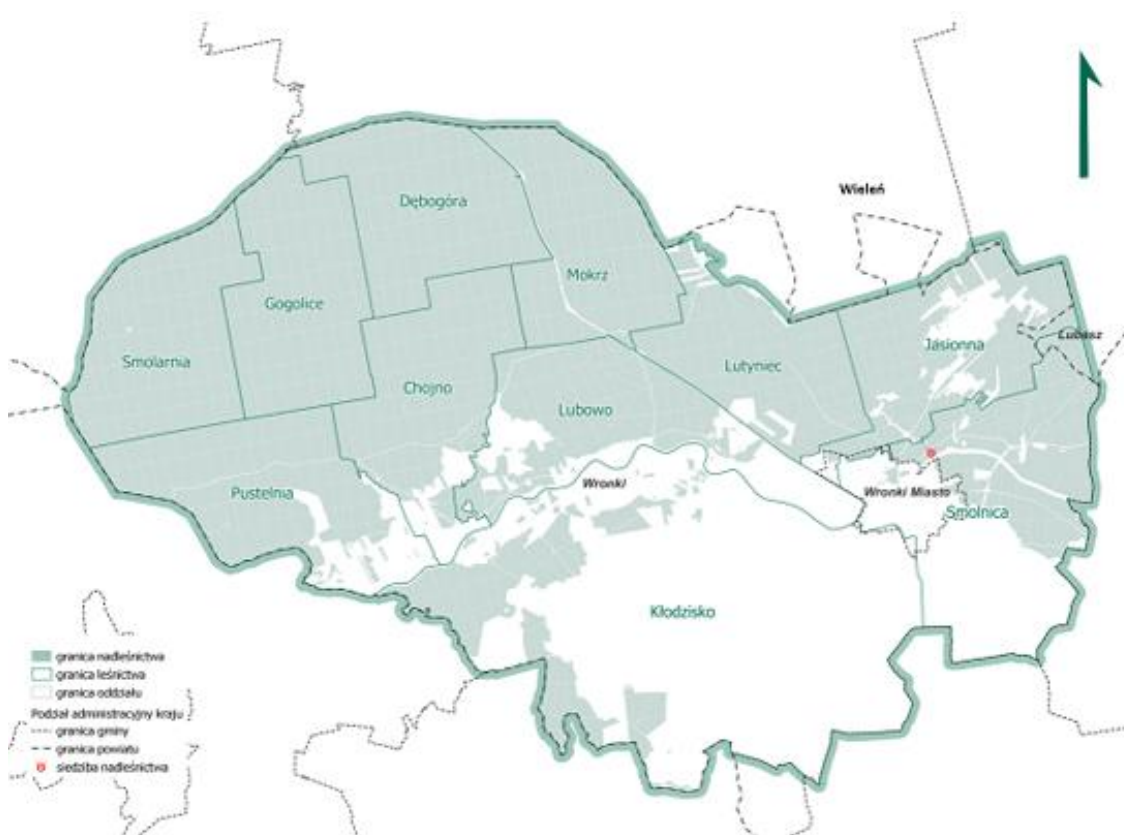 Wieleń
Dębogóra
Mokrz
Gogolice
Lubasz
Jasionna
Smolarnia
Lutyniec
Chojno
Lubowo
Wronki
Pustelnia
Wronki Miasto
Smolnica
Kłodzisko
granica nadleśnictwa
granica leśnictwa
granica oddziału
Podział administracyjny kraju
granica gminy
granica powiatu
siedziba nadleśnictwa